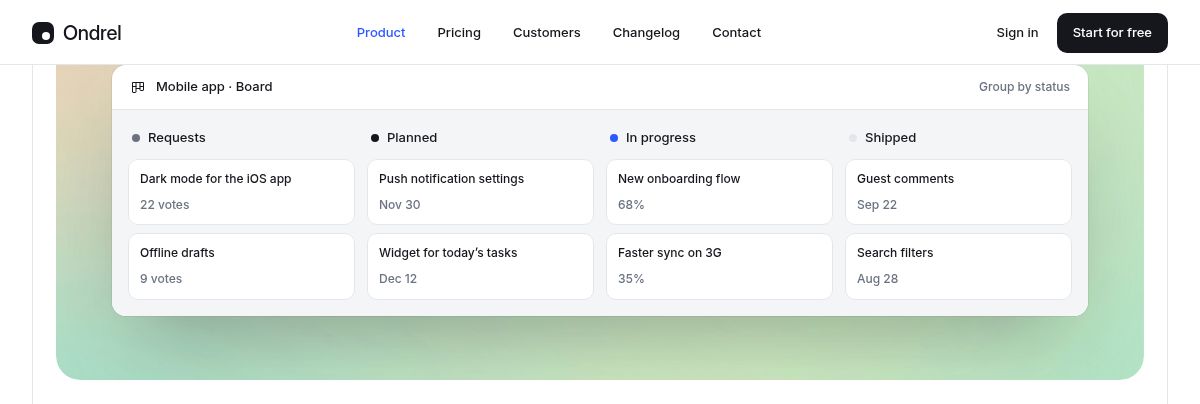 Ondrel
Product
Pricing
Customers
Changelog
Contact
Sign in
Start for free
Mobile app · Board
Group by status
Requests
Dark mode for the iOS app
22 votes
Offline drafts
9 votes
Planned
Push notification settings
Nov 30
Widget for today’s tasks
Dec 12
In progress
New onboarding flow
68%
Faster sync on 3G
35%
Shipped
Guest comments
Sep 22
Search filters
Aug 28